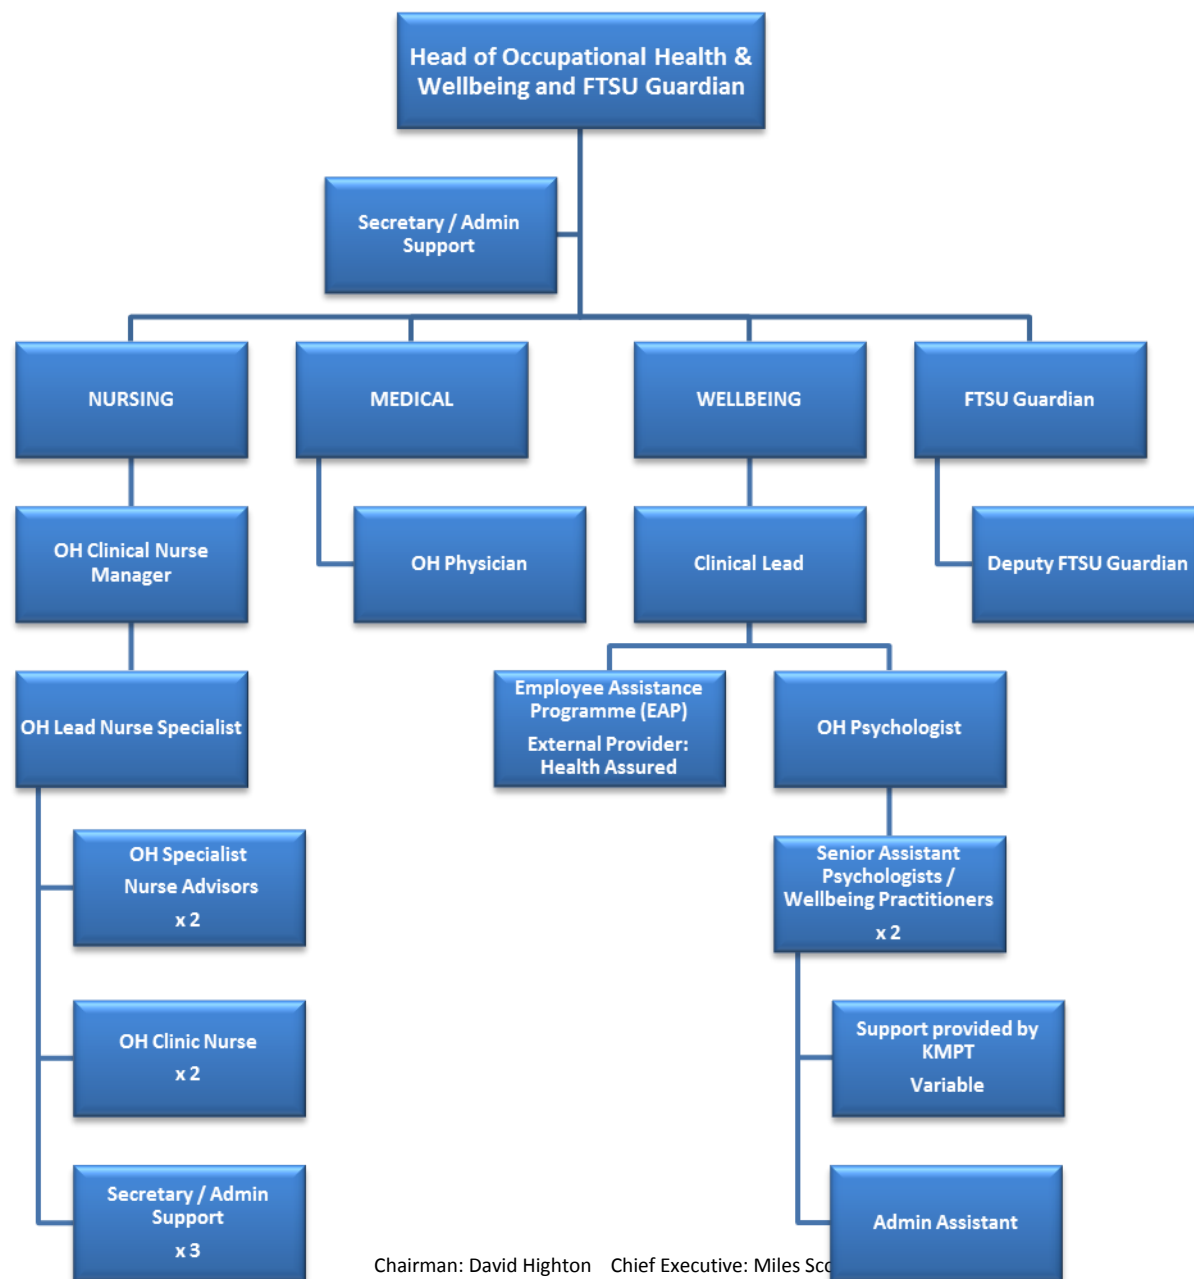 Head of Occupational Health &
Wellbeing and FTSU Guardian
Secretary / Admin
Support
NURSING
MEDICAL
WELLBEING
FTSU Guardian
OH Clinical Nurse
Manager
OH Physician
Clinical Lead
Deputy FTSU Guardian
OH Lead Nurse Specialist
Employee Assistance
Programme (EAP)
External Provider:
Health Assured
OH Psychologist
OH Specialist
Nurse Advisors
x 2
Senior Assistant
Psychologists /
Wellbeing Practitioners
x 2
OH Clinic Nurse
x 2
Support provided by
KMPT
Variable
Secretary / Admin
Support
x 3
Admin Assistant
Chairman: David Highton Chief Executive: Miles